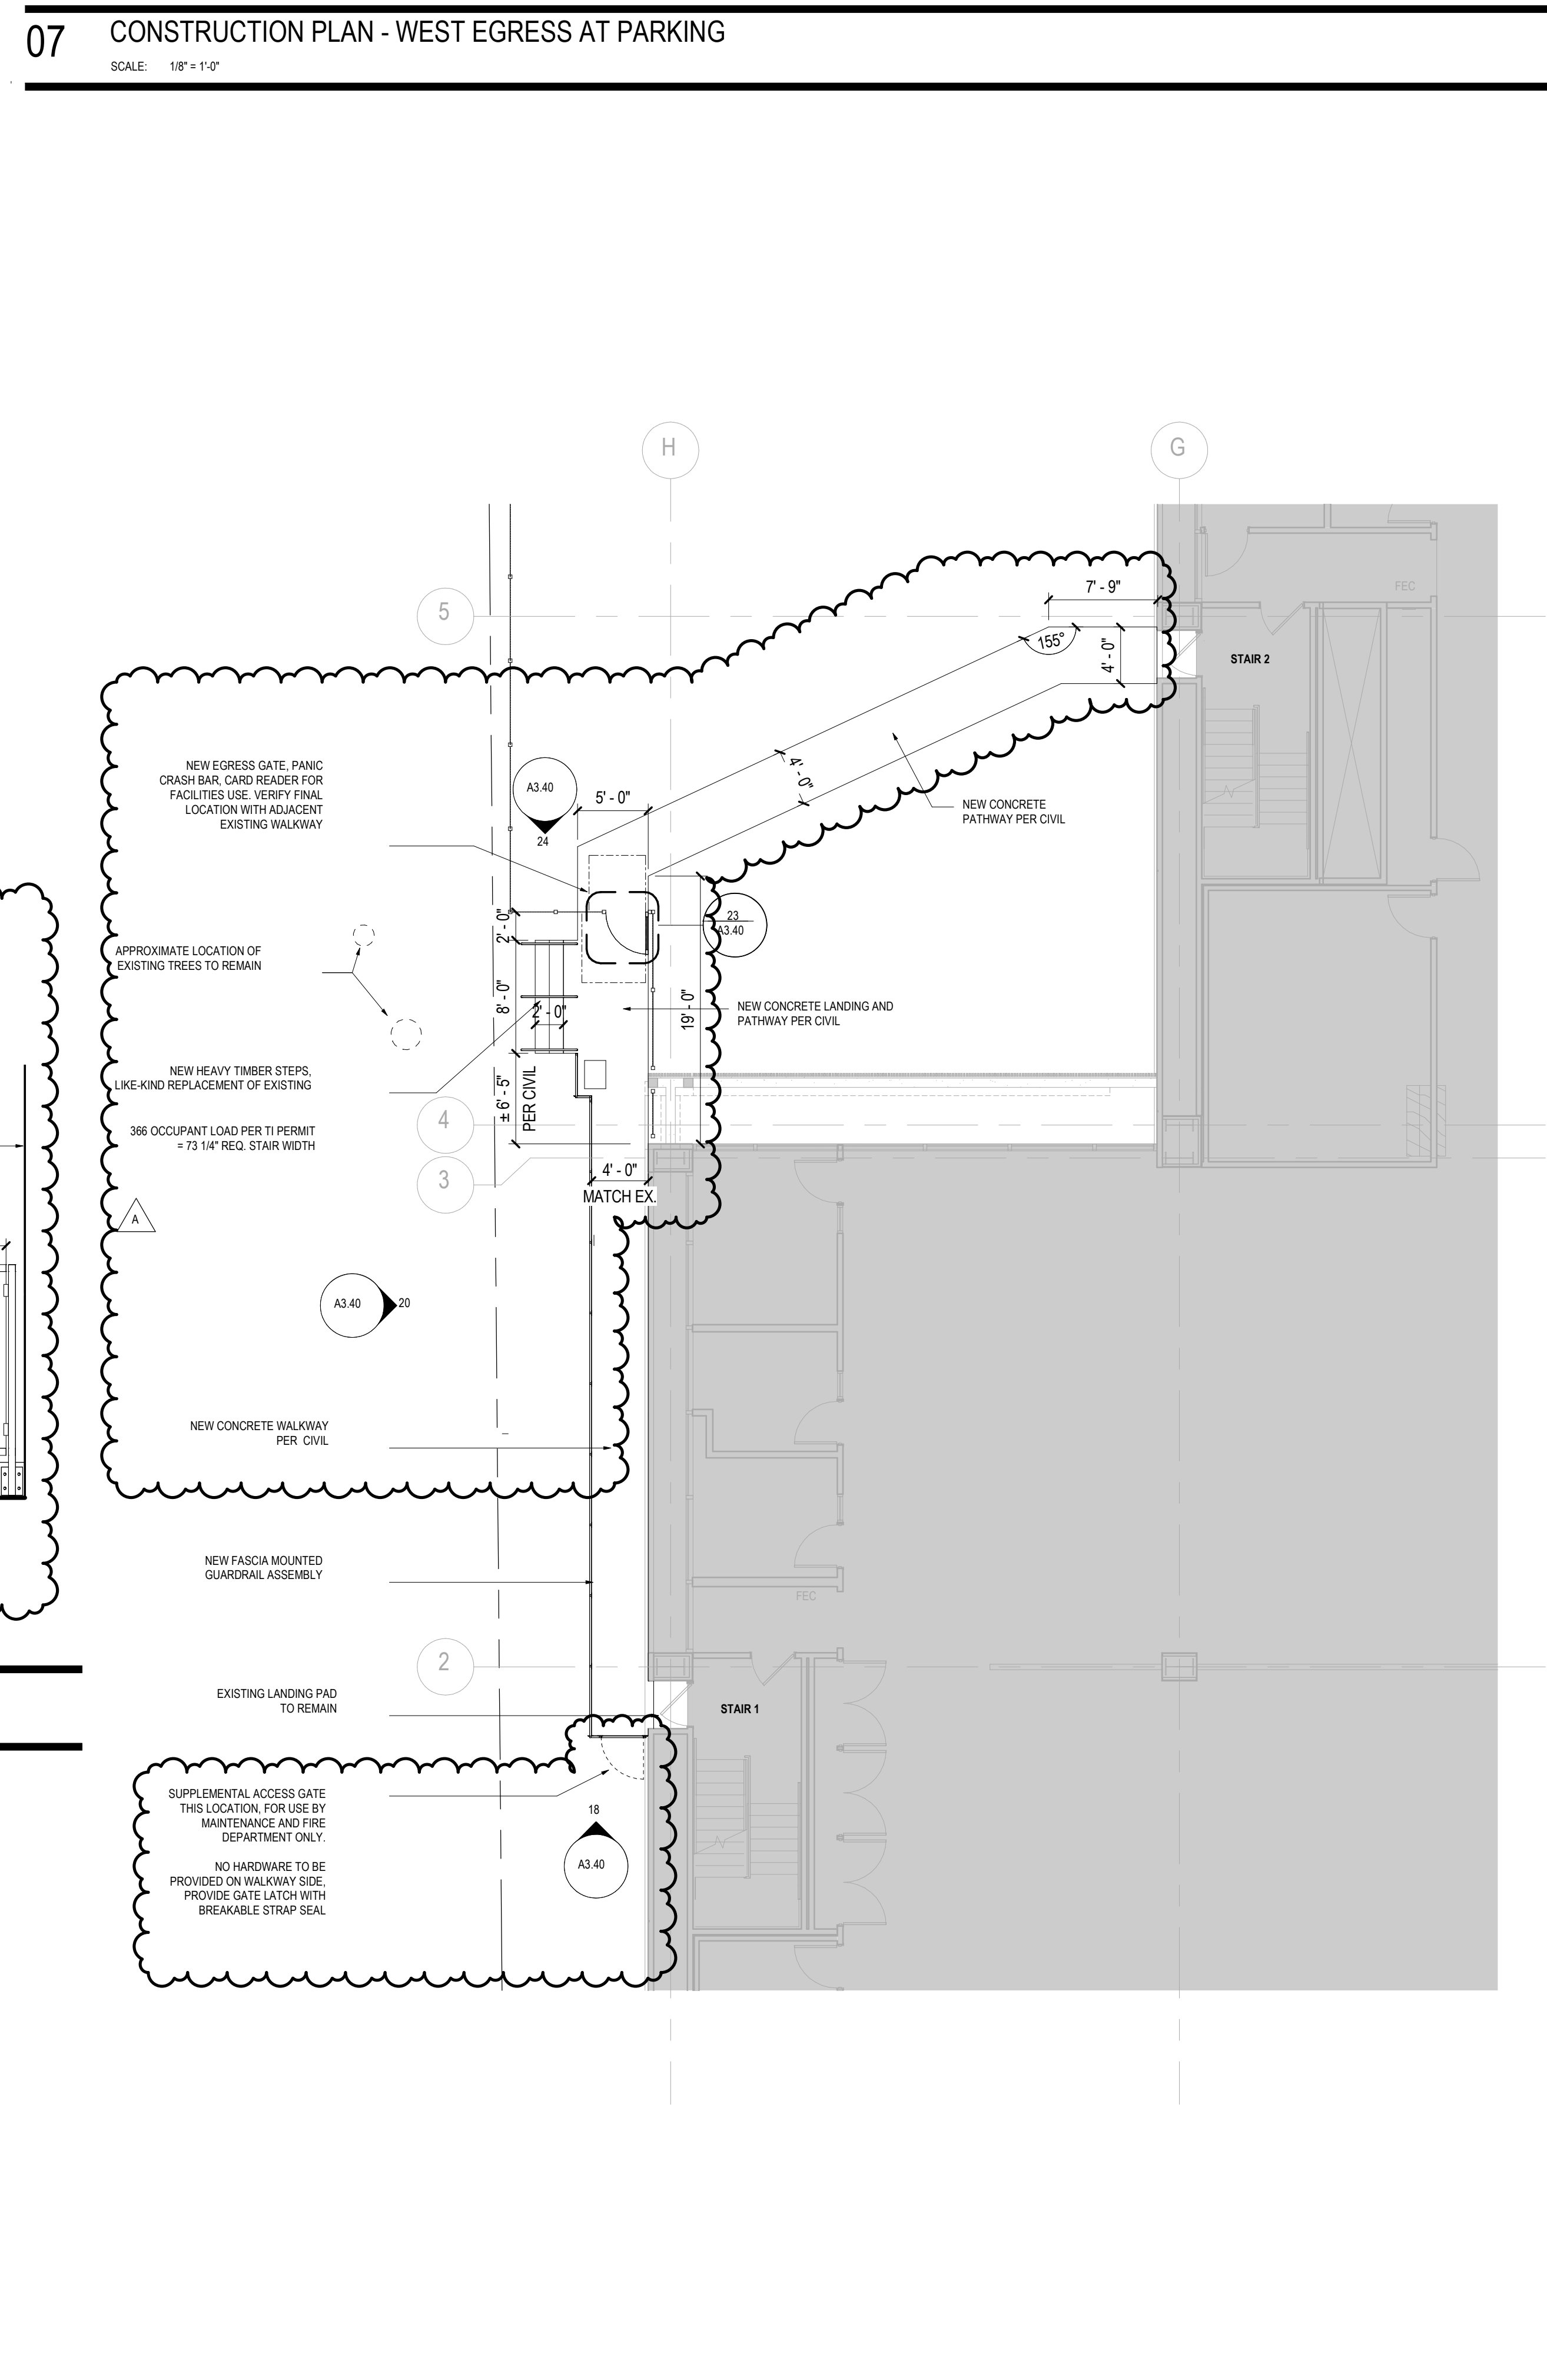 07
CONSTRUCTION PLAN - WEST EGRESS AT PARKING
SCALE: 1/8" = 1'-0"
H
G
5
7' - 9"
FEC
155°
4' - 0"
STAIR 2
NEW EGRESS GATE, PANIC
CRASH BAR, CARD READER FOR
FACILITIES USE. VERIFY FINAL
LOCATION WITH ADJACENT
EXISTING WALKWAY
A3.40
24
5' - 0"
4' - 0"
NEW CONCRETE
PATHWAY PER CIVIL
2' - 0"
23
A3.40
APPROXIMATE LOCATION OF
EXISTING TREES TO REMAIN
8' - 0"
2' - 0"
19' - 0"
NEW CONCRETE LANDING AND
PATHWAY PER CIVIL
NEW HEAVY TIMBER STEPS,
LIKE-KIND REPLACEMENT OF EXISTING
± 6' - 5"
PER CIVIL
4
366 OCCUPANT LOAD PER TI PERMIT
= 73 1/4" REQ. STAIR WIDTH
3
4' - 0"
MATCH EX.
A
A3.40
20
NEW CONCRETE WALKWAY
PER CIVIL
NEW FASCIA MOUNTED
GUARDRAIL ASSEMBLY
FEC
2
EXISTING LANDING PAD
TO REMAIN
STAIR 1
SUPPLEMENTAL ACCESS GATE
THIS LOCATION, FOR USE BY
MAINTENANCE AND FIRE
DEPARTMENT ONLY.
18
A3.40
NO HARDWARE TO BE
PROVIDED ON WALKWAY SIDE,
PROVIDE GATE LATCH WITH
BREAKABLE STRAP SEAL